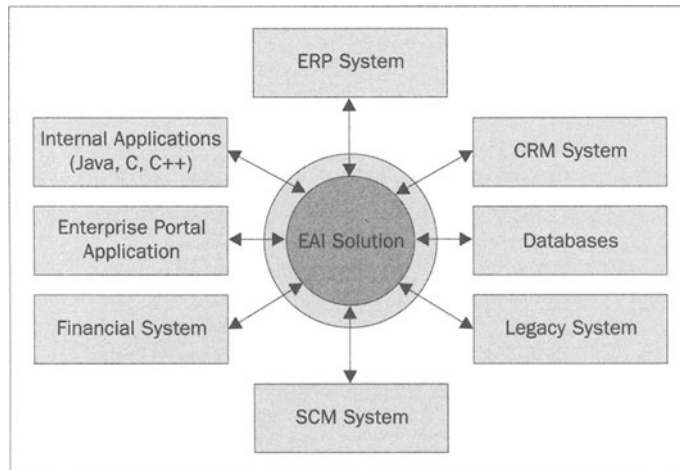 ERP System
Internal Applications
(Java, C, C++)
CRM System
Enterprise Portal
Application
EAI Solution
Databases
Financial System
Legacy System
SCM System